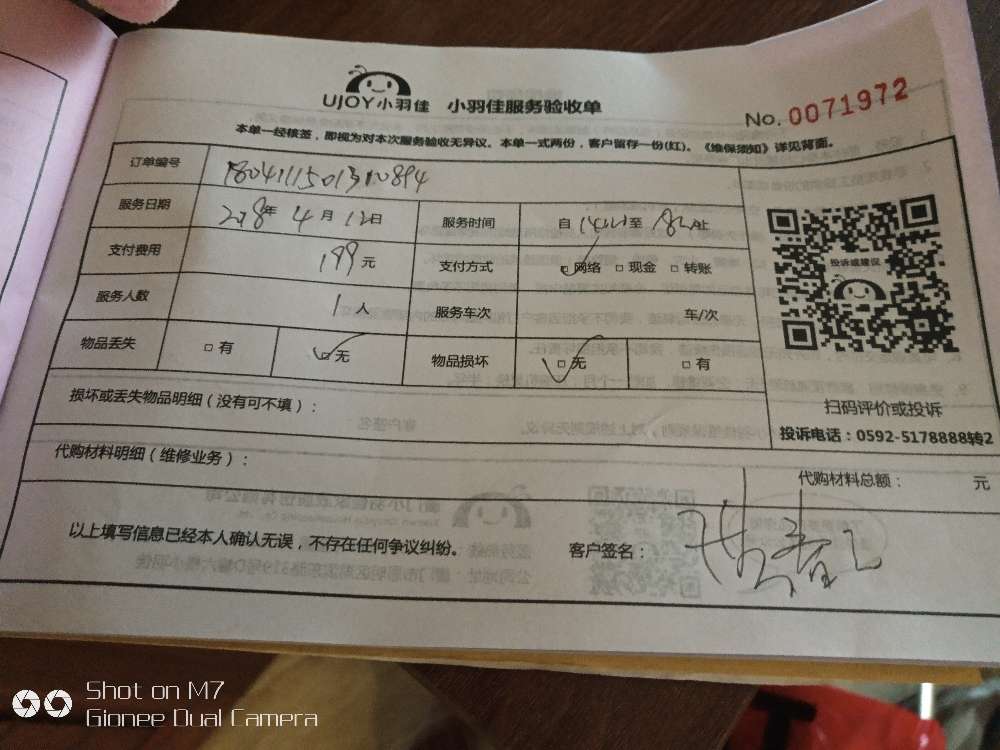 UJOY小羽佳 小羽佳服务验收单
No. 0071972
本单一经核签，即视为对本次服务验收无异议。本单一式两份，客户留存一份(红)。《维保须知》详见背面。
订单编号 1804111501310894
服务日期 2018年 4月 12日 服务时间 自 至 止
支付费用 199元 支付方式 网络 现金 转账
服务人数 1人 服务车次 车/次
物品丢失 有 无 物品损坏 无 有
投诉或建议
扫码评价或投诉
投诉电话：0592-5178888转2
损坏或丢失物品明细（没有可不填）：
代购材料明细（维修业务）：
代购材料总额： 元
以上填写信息已经本人确认无误，不存在任何争议纠纷。 客户签名：
Shot on M7
Gionee Dual Camera